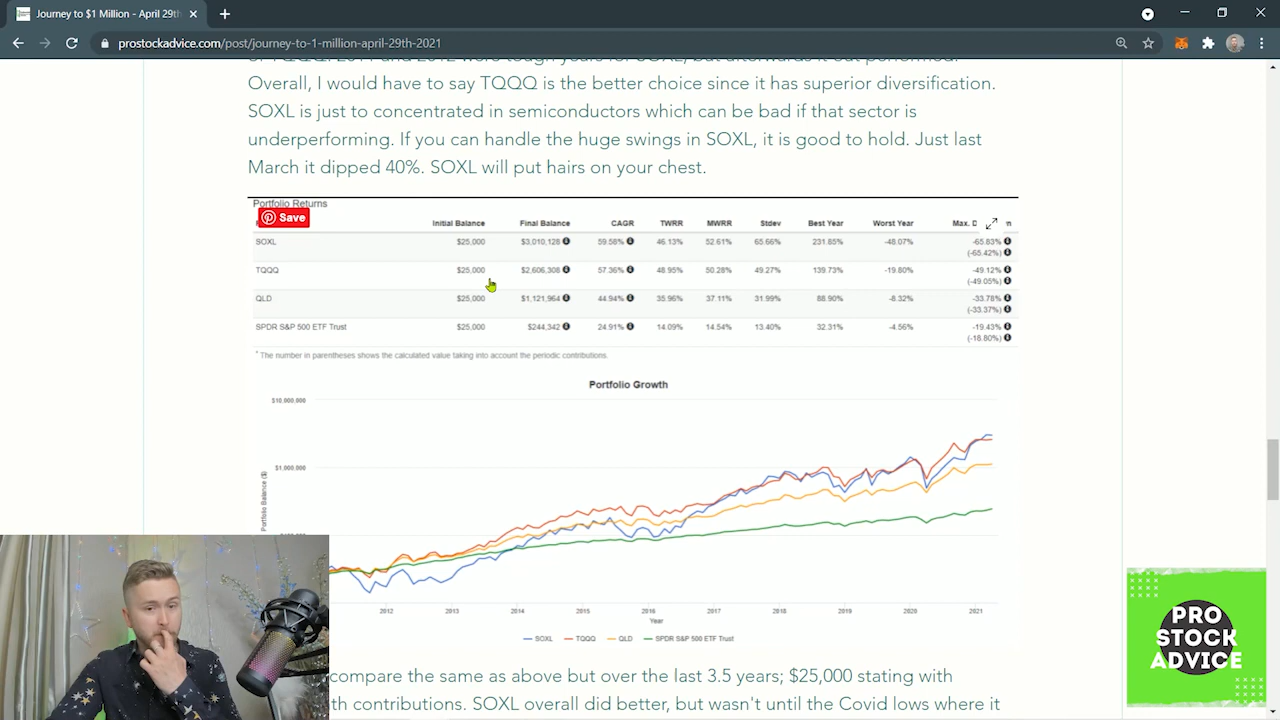 Journey to $1 Million - April 29th
prostockadvice.com/post/journey-to-1-million-april-29th-2021
Overall, I would have to say TQQQ is the better choice since it has superior diversification.
SOXL is just to concentrated in semiconductors which can be bad if that sector is
underperforming. If you can handle the huge swings in SOXL, it is good to hold. Just last
March it dipped 40%. SOXL will put hairs on your chest.
Portfolio Returns
Save
Initial Balance Final Balance CAGR TWRR MWRR Stdev Best Year Worst Year Max.
SOXL $25,000 $3,010,128 59.58% 46.13% 52.61% 65.66% 231.85% -48.07% -65.83%
(-65.42%)
TQQQ $25,000 $2,606,308 57.36% 48.95% 50.28% 49.27% 139.73% -19.80% -49.12%
(-49.05%)
QLD $25,000 $1,121,964 44.94% 35.96% 37.11% 31.99% 88.90% -8.32% -33.78%
(-33.37%)
SPDR S&P 500 ETF Trust $25,000 $244,342 24.91% 14.09% 14.54% 13.40% 32.31% -4.56% -19.43%
(-18.80%)
* The number in parentheses shows the calculated value taking into account the periodic contributions.
Portfolio Growth
$10,000,000
$1,000,000
Portfolio Balance ($)
2012 2013 2014 2015 2016 2017 2018 2019 2020 2021
Year
SOXL TQQQ QLD SPDR S&P 500 ETF Trust
compare the same as above but over the last 3.5 years; $25,000 stating with
contributions. SOXL overall did better, but wasn't until the Covid lows where it
PRO
STOCK
ADVICE